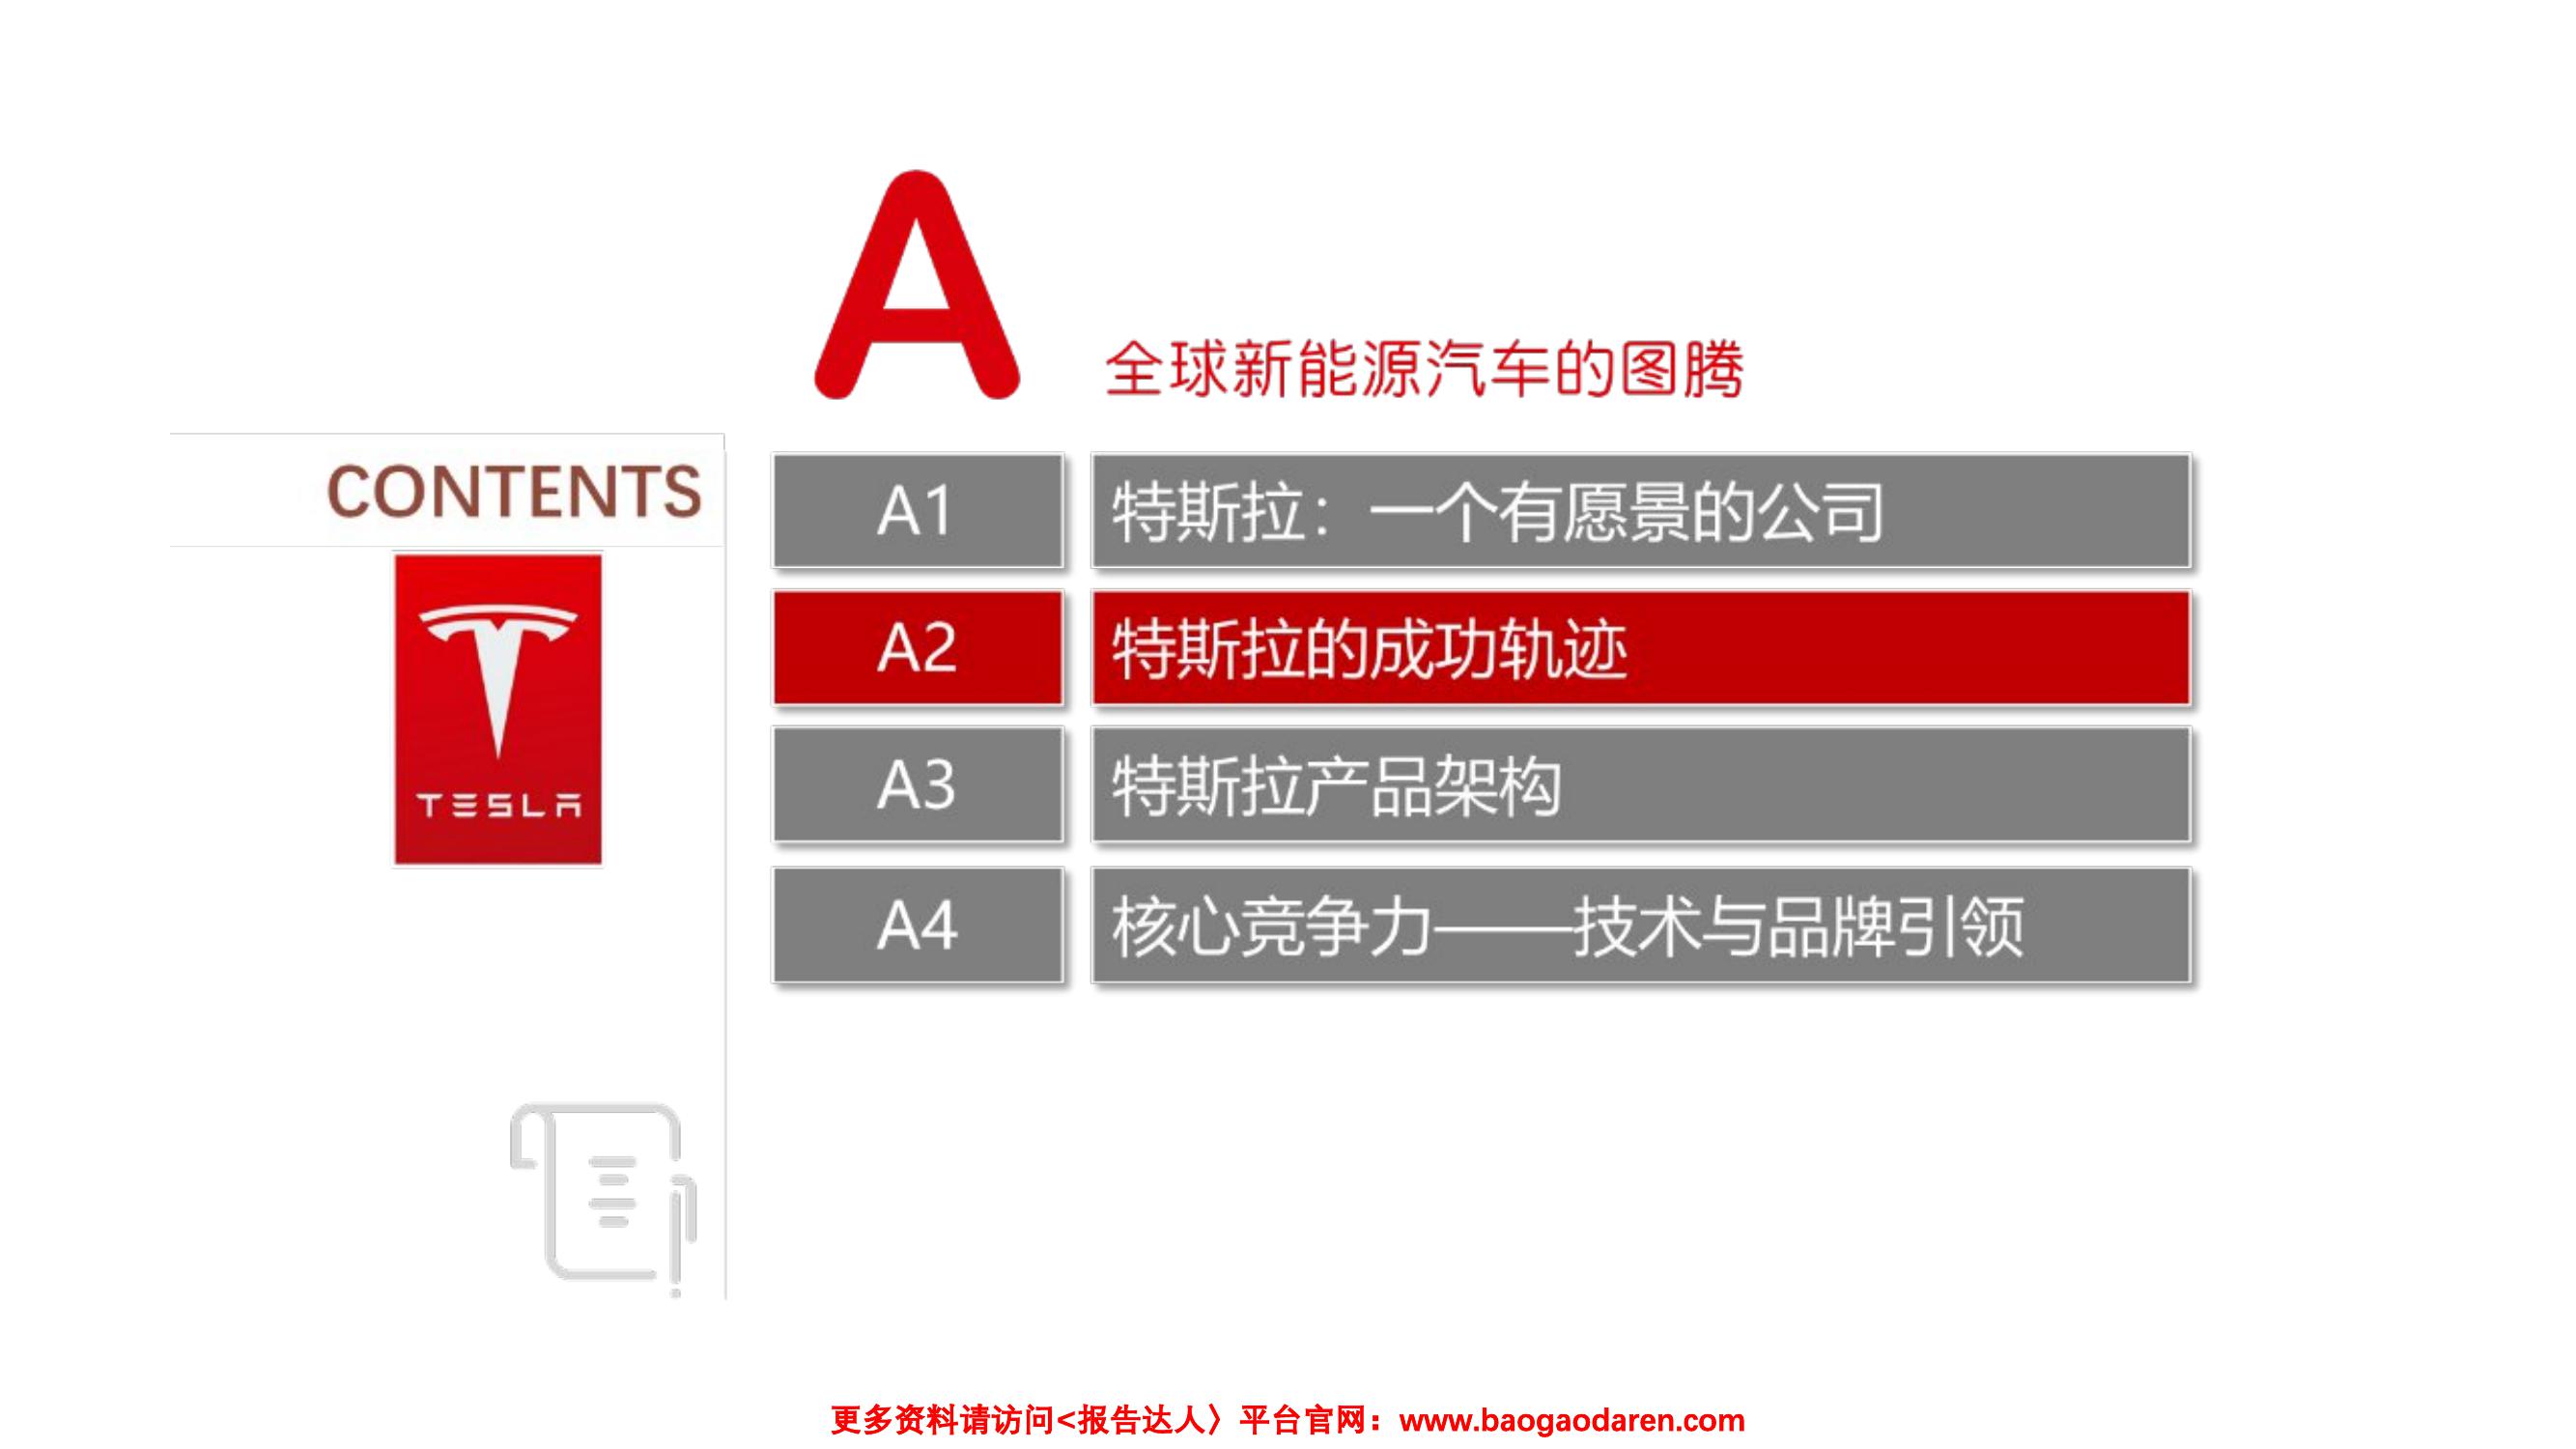 A
全球新能源汽车的图腾
CONTENTS
TESLA
A1 特斯拉：一个有愿景的公司
A2 特斯拉的成功轨迹
A3 特斯拉产品架构
A4 核心竞争力——技术与品牌引领
更多资料请访问<报告达人〉平台官网：www.baogaodaren.com